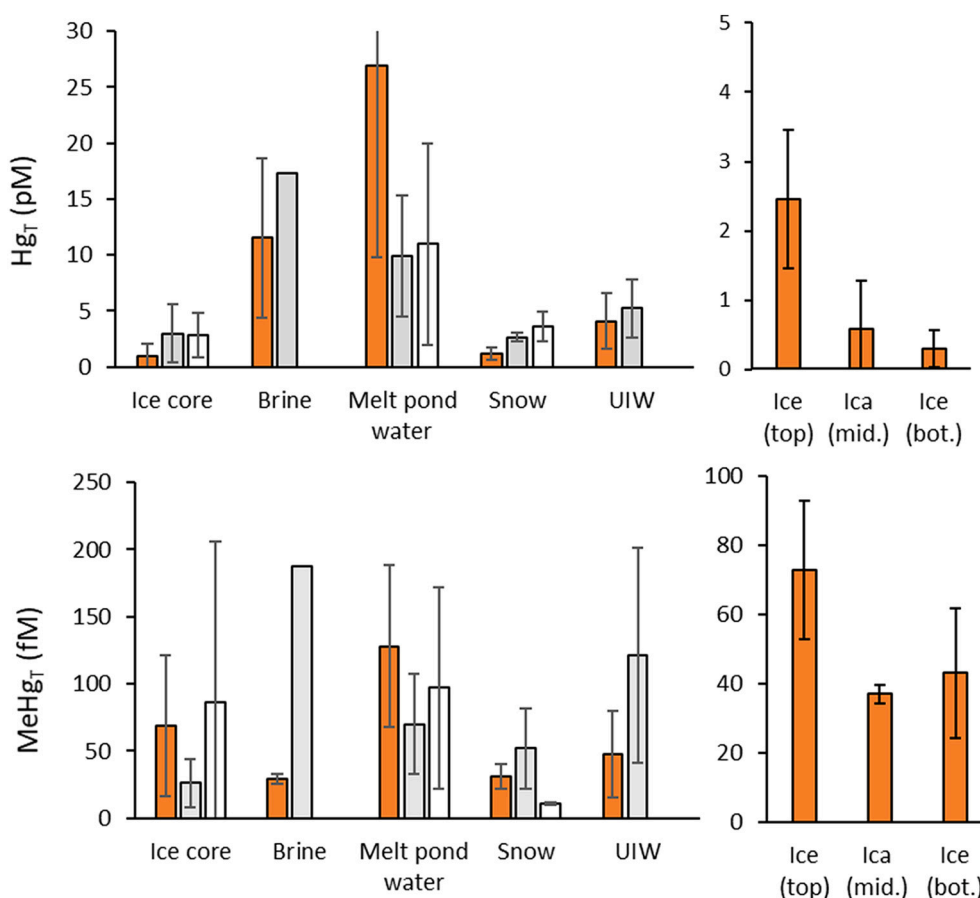 30
25
20
15
10
5
0
Hg_T (pM)
Ice core Brine Melt pond Snow UIW
water
5
4
3
2
1
0
Ice Ica Ice
(top) (mid.) (bot.)
250
200
150
100
50
0
MeHg_T (fM)
Ice core Brine Melt pond Snow UIW
water
100
80
60
40
20
0
Ice Ica Ice
(top) (mid.) (bot.)